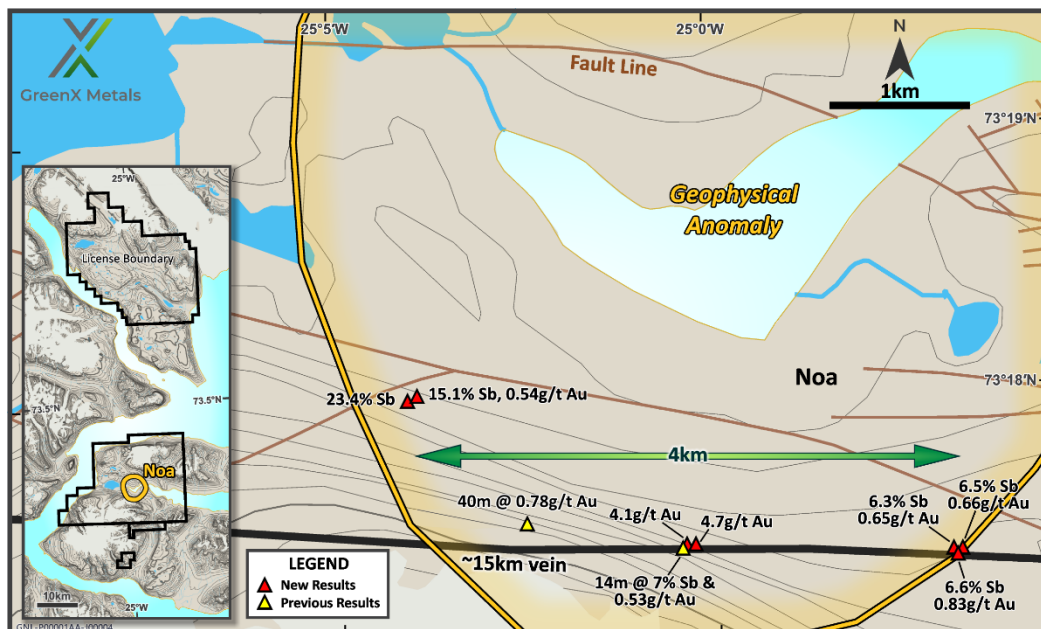 GreenX Metals
25°5'W
25°0'W
N
1km
Fault Line
73°19'N
Geophysical
Anomaly
25°W
License Boundary
73.5°N
Noa
10km
25°W
Noa
73°18'N
23.4% Sb
15.1% Sb, 0.54g/t Au
4km
40m @ 0.78g/t Au
4.1g/t Au
4.7g/t Au
6.3% Sb
0.65g/t Au
6.5% Sb
0.66g/t Au
~15km vein
14m @ 7% Sb &
0.53g/t Au
6.6% Sb
0.83g/t Au
LEGEND
New Results
Previous Results